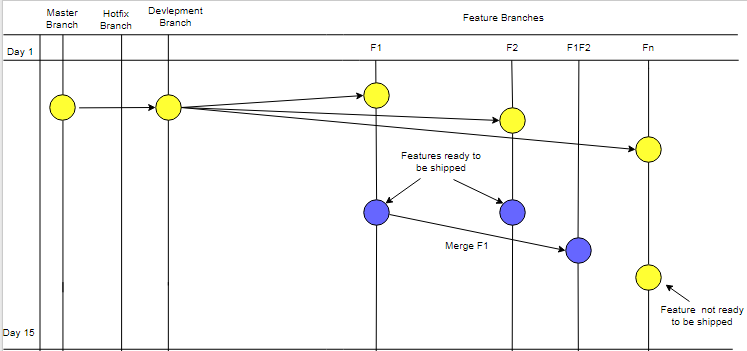 Master
Branch
Hotfix
Branch
Devlepment
Branch
Feature Branches
Day 1
F1
F2
F1F2
Fn
Features ready to
be shipped
Merge F1
Feature not ready
to be shipped
Day 15